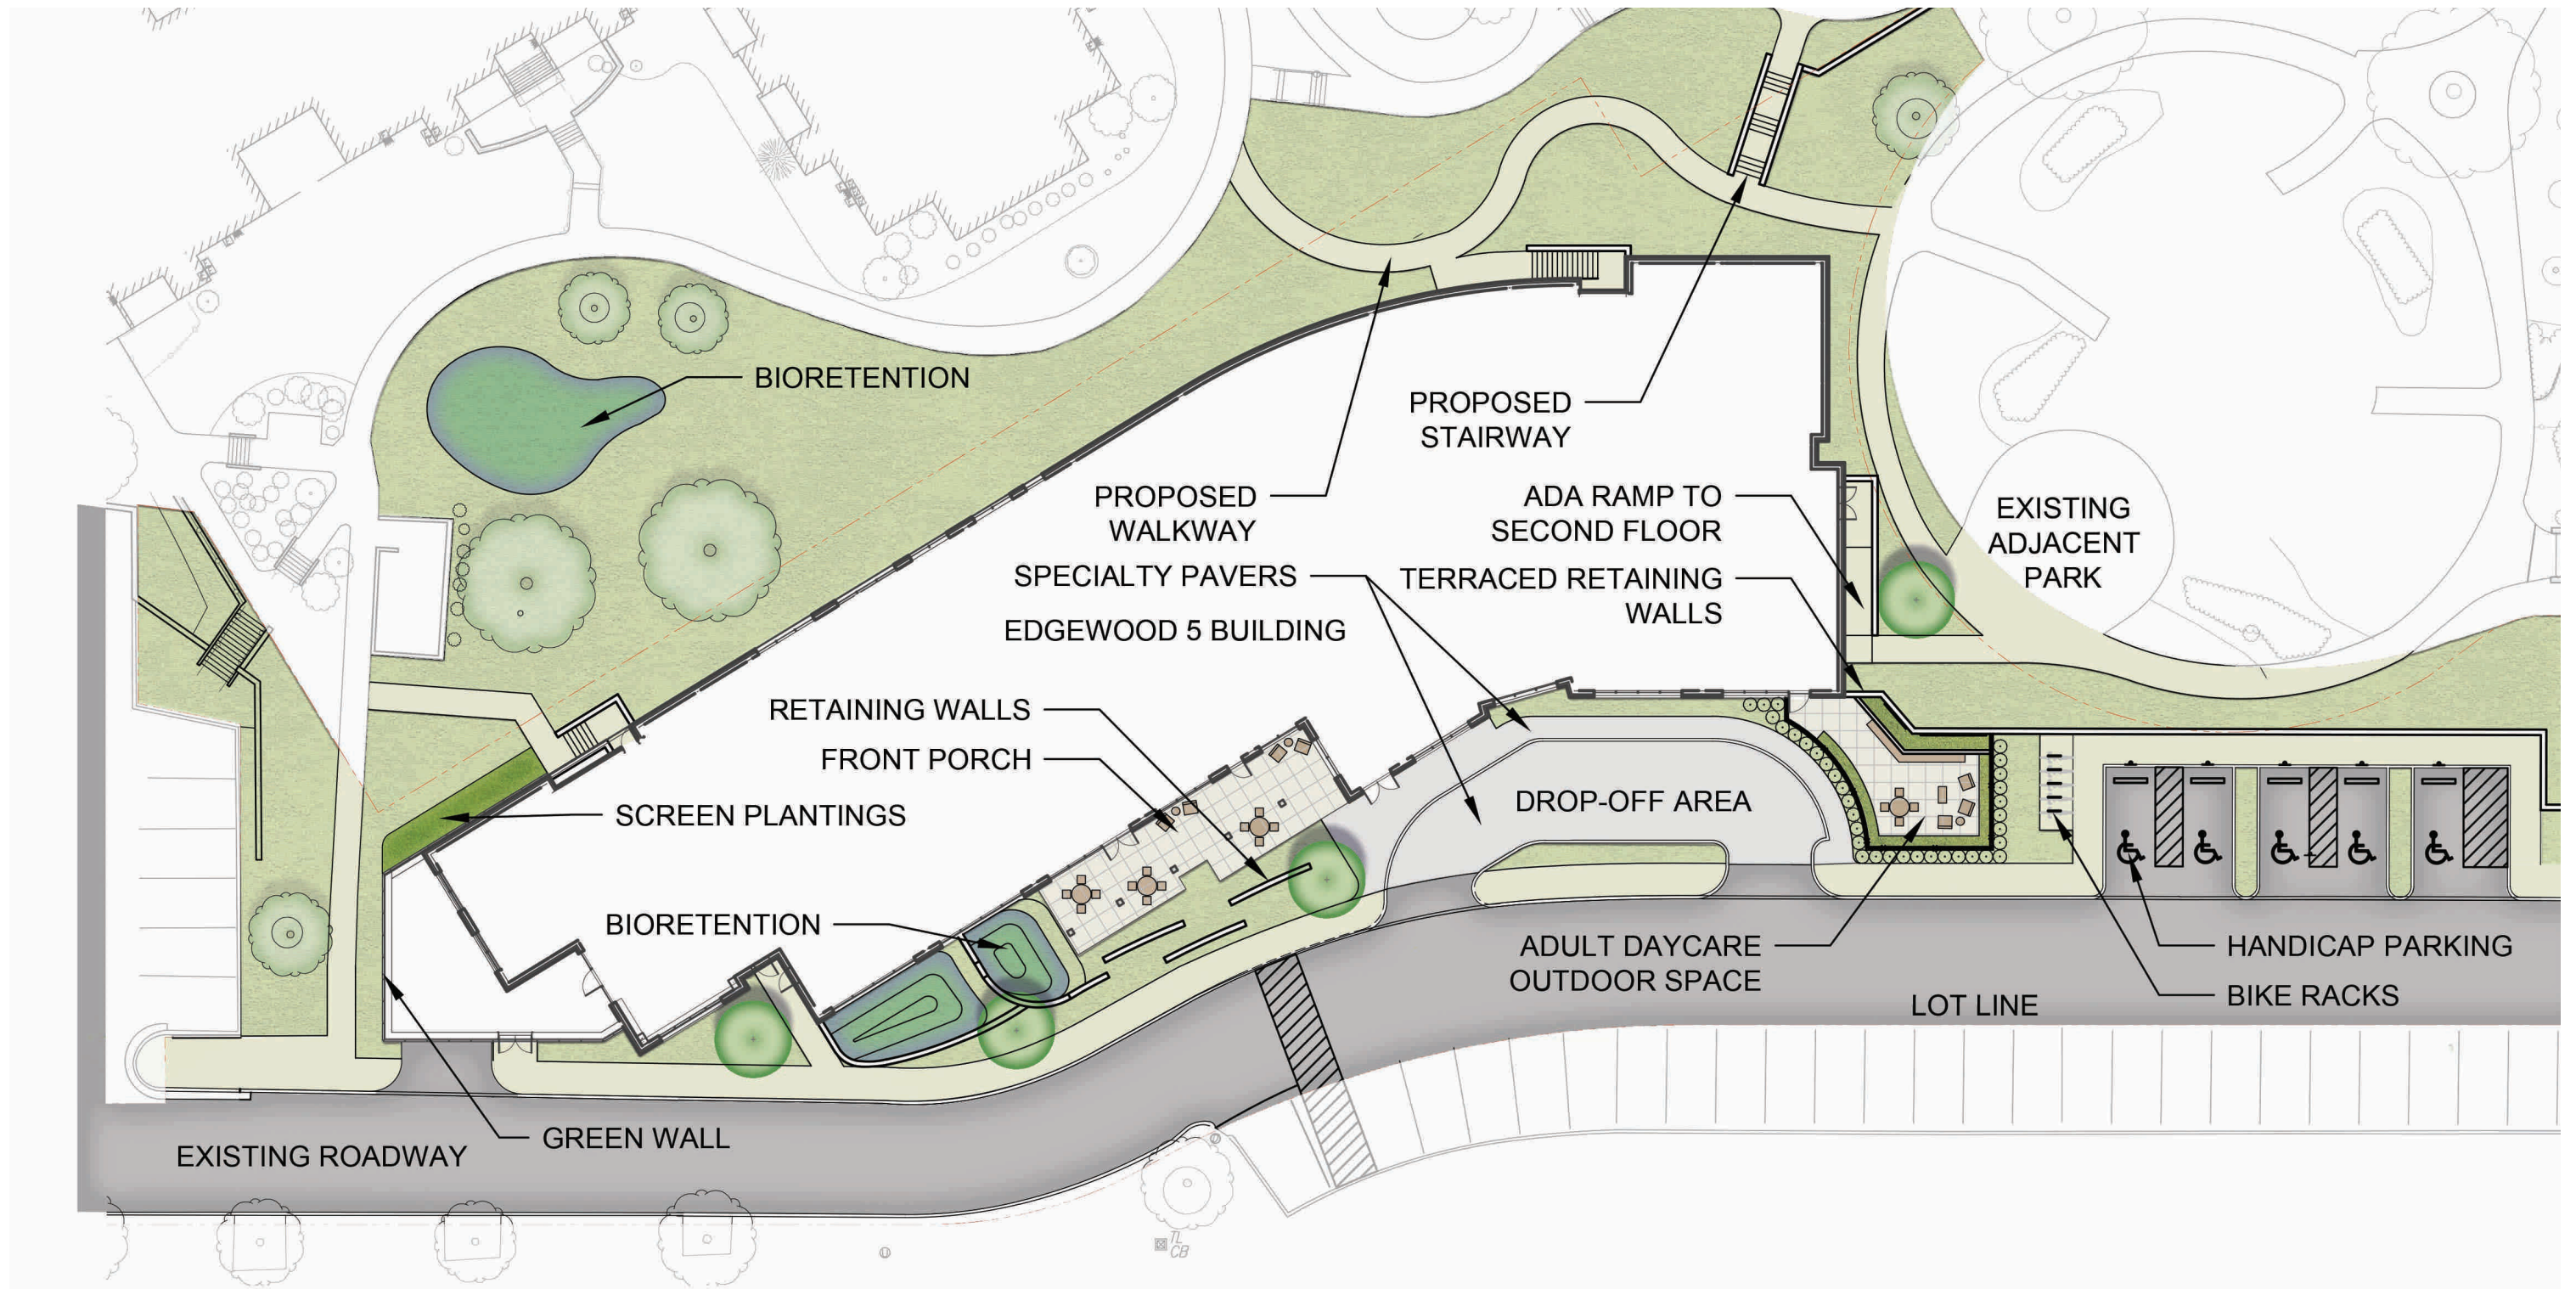 BIORETENTION
PROPOSED
STAIRWAY
PROPOSED
WALKWAY
ADA RAMP TO
SECOND FLOOR
EXISTING
ADJACENT
PARK
SPECIALTY PAVERS
TERRACED RETAINING
WALLS
EDGEWOOD 5 BUILDING
RETAINING WALLS
FRONT PORCH
SCREEN PLANTINGS
DROP-OFF AREA
BIORETENTION
ADULT DAYCARE
OUTDOOR SPACE
HANDICAP PARKING
BIKE RACKS
LOT LINE
GREEN WALL
EXISTING ROADWAY
TL
CB